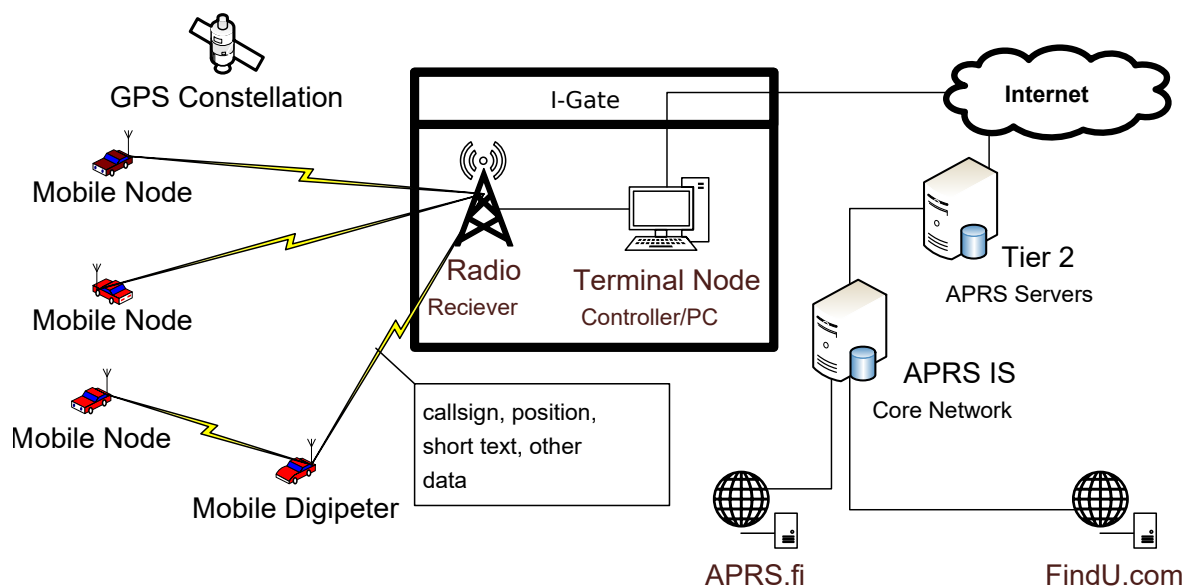 GPS Constellation
I-Gate
Internet
Mobile Node
Radio
Reciever
Terminal Node
Controller/PC
Tier 2
APRS Servers
Mobile Node
APRS IS
Core Network
callsign, position,
short text, other
data
Mobile Node
Mobile Digipeter
APRS.fi
FindU.com